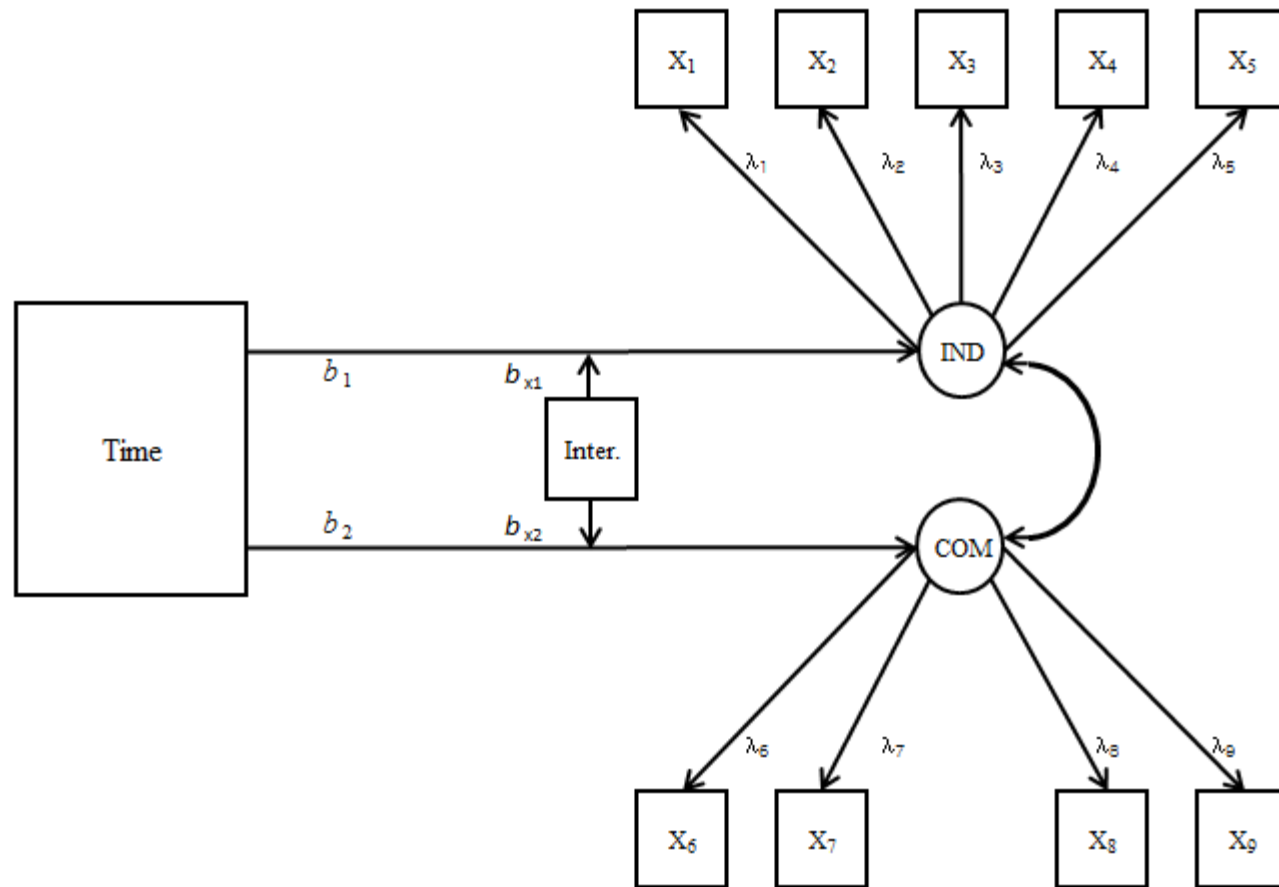 X₁ X₂ X₃ X₄ X₅
λ₁ λ₂ λ₃ λ₄ λ₅
IND
b₁ bₓ₁
Time Inter.
b₂ bₓ₂
COM
λ₆ λ₇ λ₈ λ₉
X₆ X₇ X₈ X₉